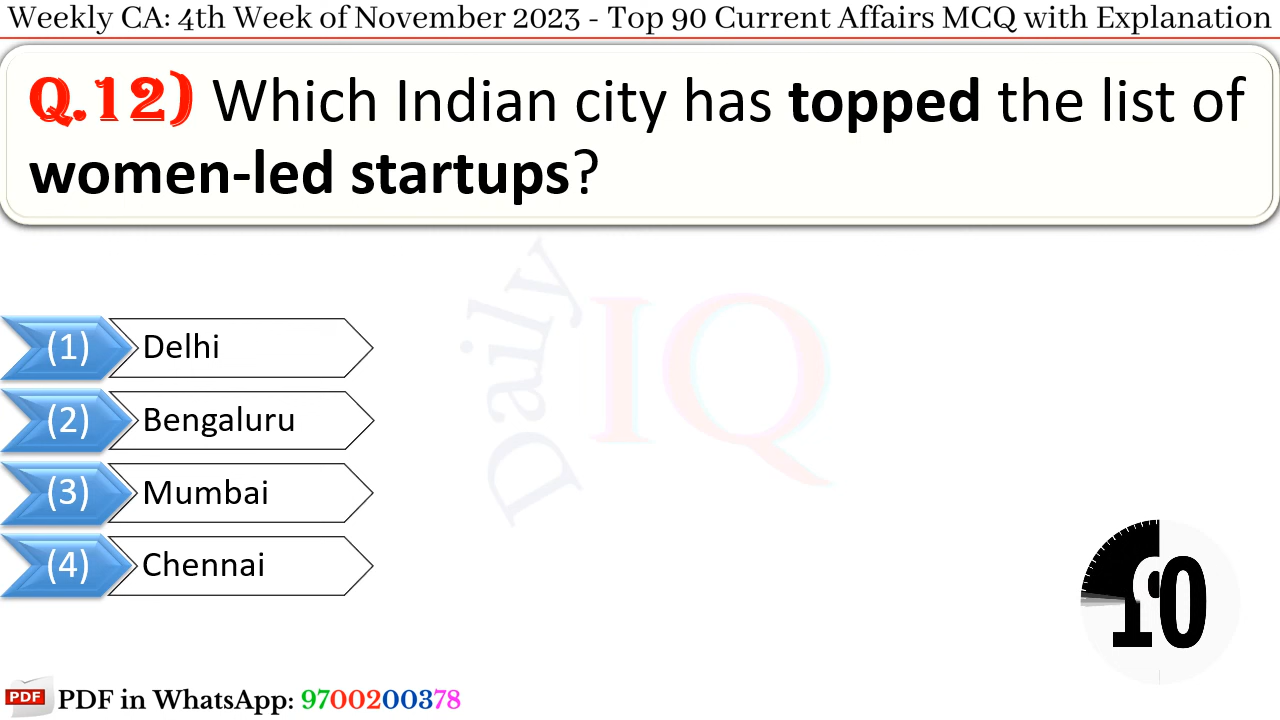 Weekly CA: 4th Week of November 2023 - Top 90 Current Affairs MCQ with Explanation
Q.12) Which Indian city has topped the list of
women-led startups?
Daily IQ
(1) Delhi
(2) Bengaluru
(3) Mumbai
(4) Chennai
PDF PDF in WhatsApp: 9700200378